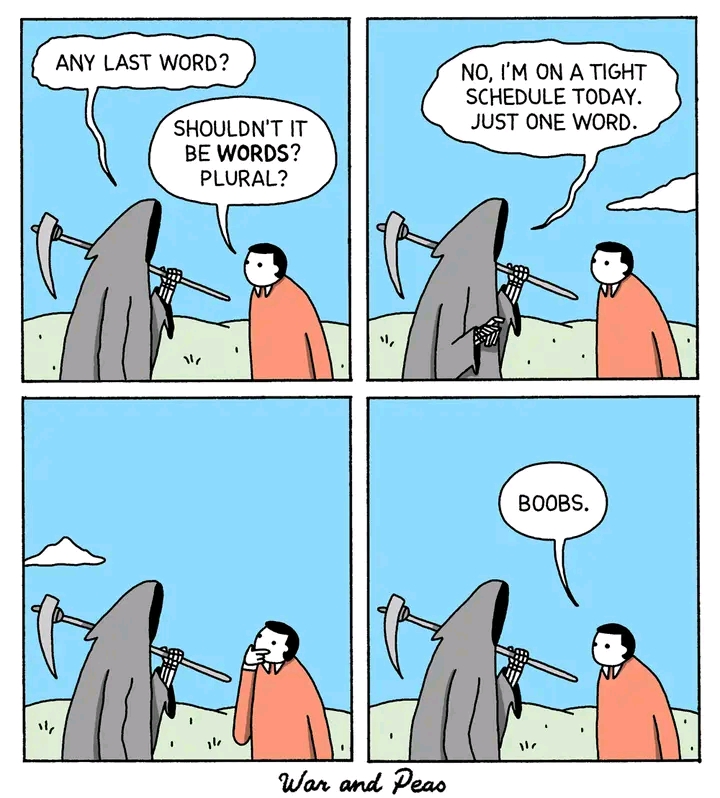 ANY LAST WORD?
SHOULDN'T IT
BE WORDS?
PLURAL?
NO, I'M ON A TIGHT
SCHEDULE TODAY.
JUST ONE WORD.
BOOBS.
War and Peas